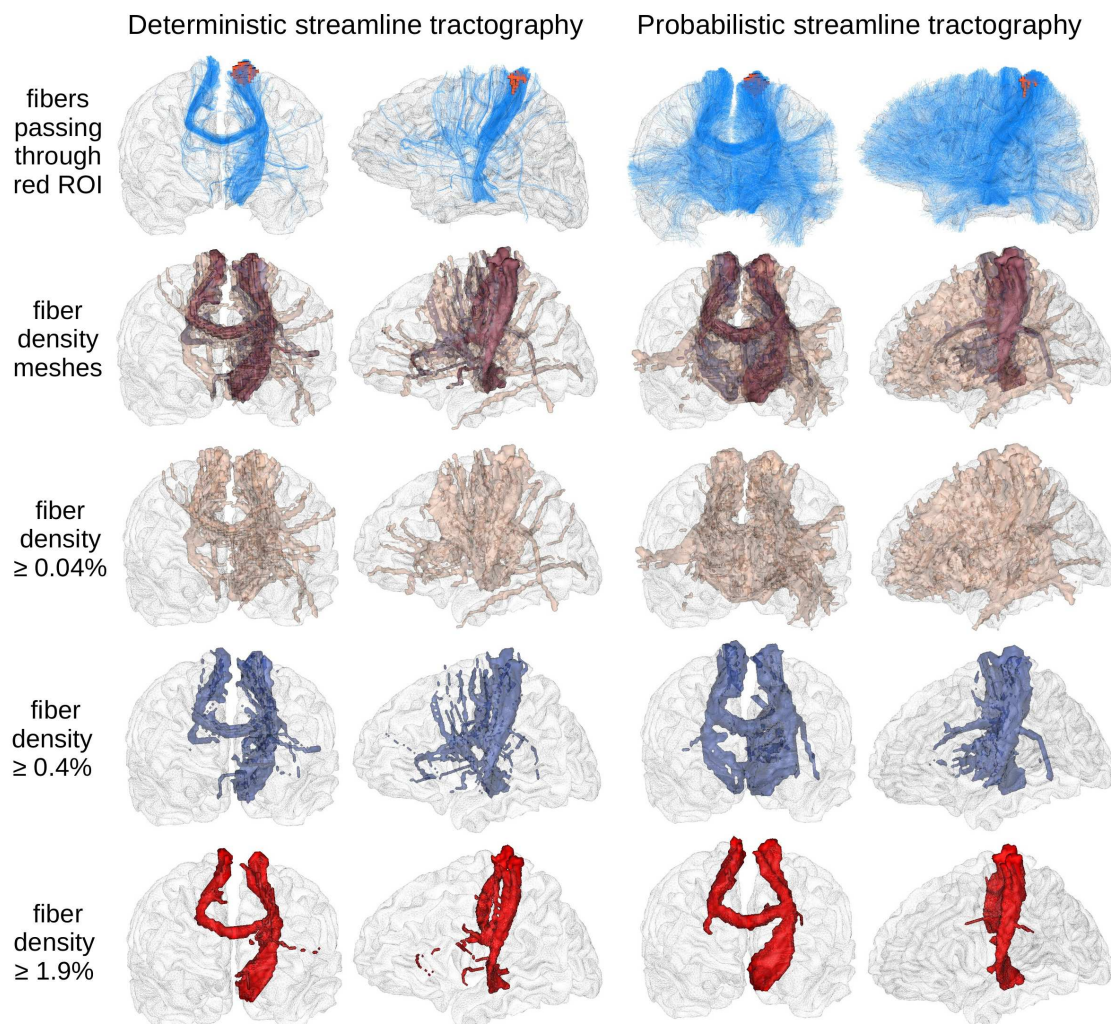 Deterministic streamline tractography
Probabilistic streamline tractography
fibers
passing
through
red ROI
fiber
density
meshes
fiber
density
≥ 0.04%
fiber
density
≥ 0.4%
fiber
density
≥ 1.9%